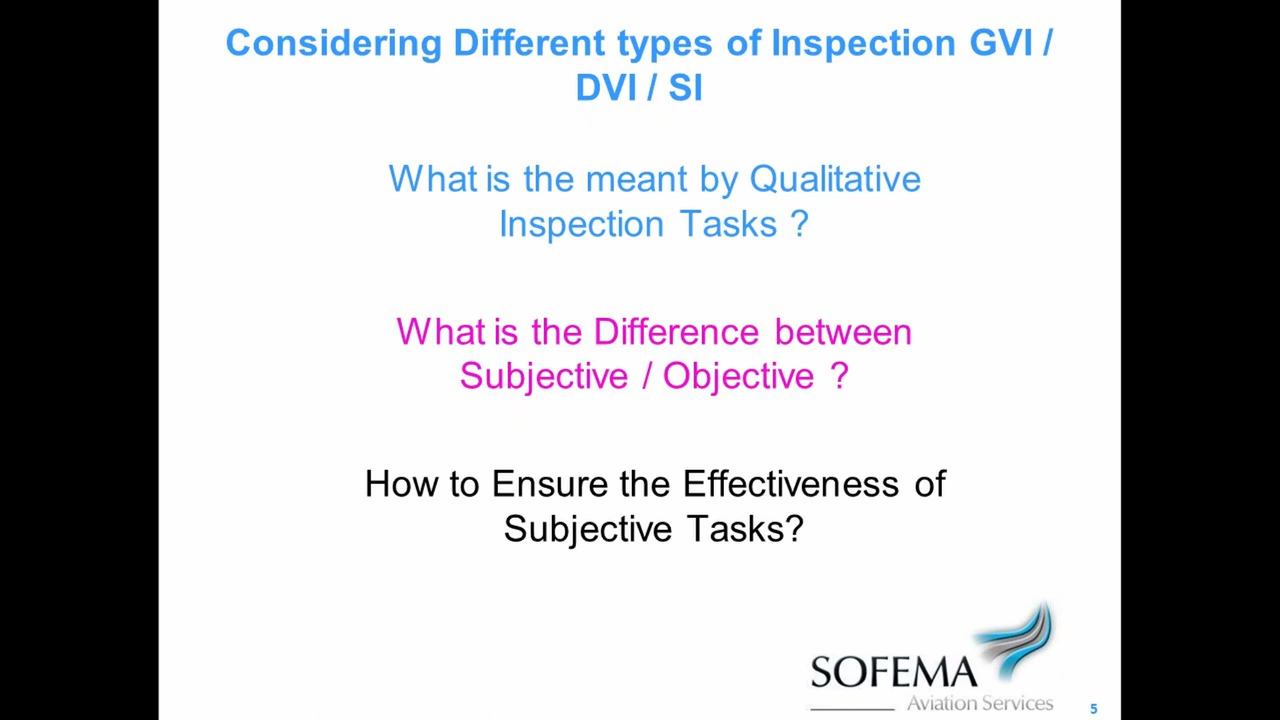 Considering Different types of Inspection GVI /
DVI / SI
What is the meant by Qualitative
Inspection Tasks ?
What is the Difference between
Subjective / Objective ?
How to Ensure the Effectiveness of
Subjective Tasks?
SOFEMA
Aviation Services
5